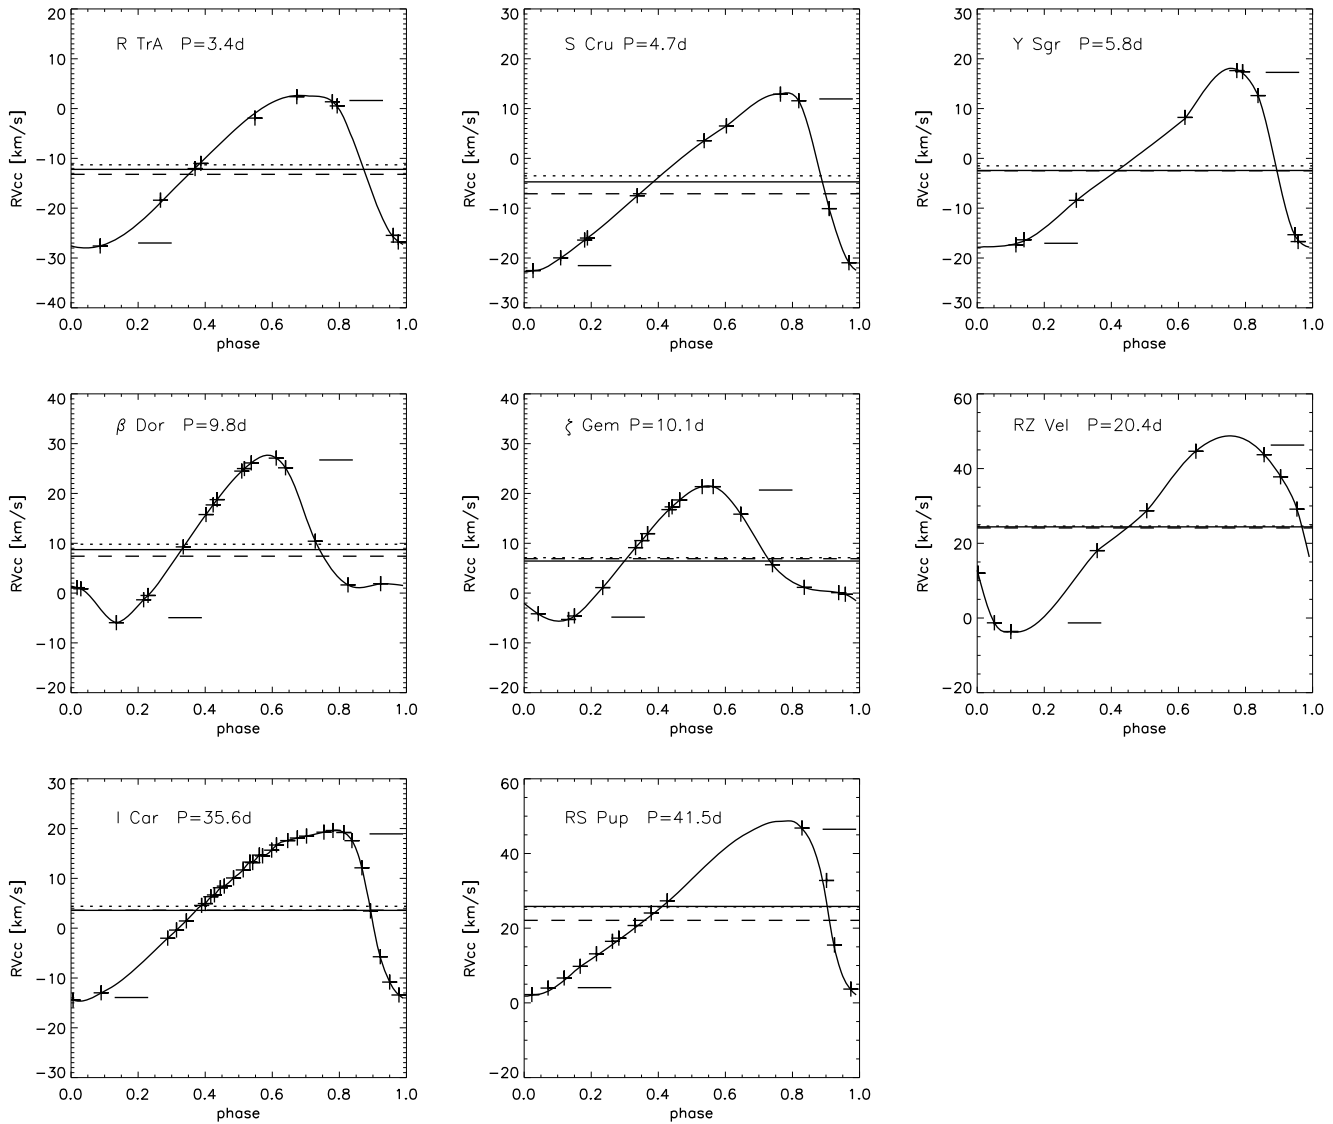 R TrA P=3.4d
RVcc [km/s]
20
10
0
−10
−20
−30
−40
0.0 0.2 0.4 0.6 0.8 1.0
phase
S Cru P=4.7d
RVcc [km/s]
30
20
10
0
−10
−20
−30
0.0 0.2 0.4 0.6 0.8 1.0
phase
Y Sgr P=5.8d
RVcc [km/s]
30
20
10
0
−10
−20
−30
0.0 0.2 0.4 0.6 0.8 1.0
phase
β Dor P=9.8d
RVcc [km/s]
40
30
20
10
0
−10
−20
0.0 0.2 0.4 0.6 0.8 1.0
phase
ζ Gem P=10.1d
RVcc [km/s]
40
30
20
10
0
−10
−20
0.0 0.2 0.4 0.6 0.8 1.0
phase
RZ Vel P=20.4d
RVcc [km/s]
60
40
20
0
−20
0.0 0.2 0.4 0.6 0.8 1.0
phase
l Car P=35.6d
RVcc [km/s]
30
20
10
0
−10
−20
−30
0.0 0.2 0.4 0.6 0.8 1.0
phase
RS Pup P=41.5d
RVcc [km/s]
60
40
20
0
−20
0.0 0.2 0.4 0.6 0.8 1.0
phase